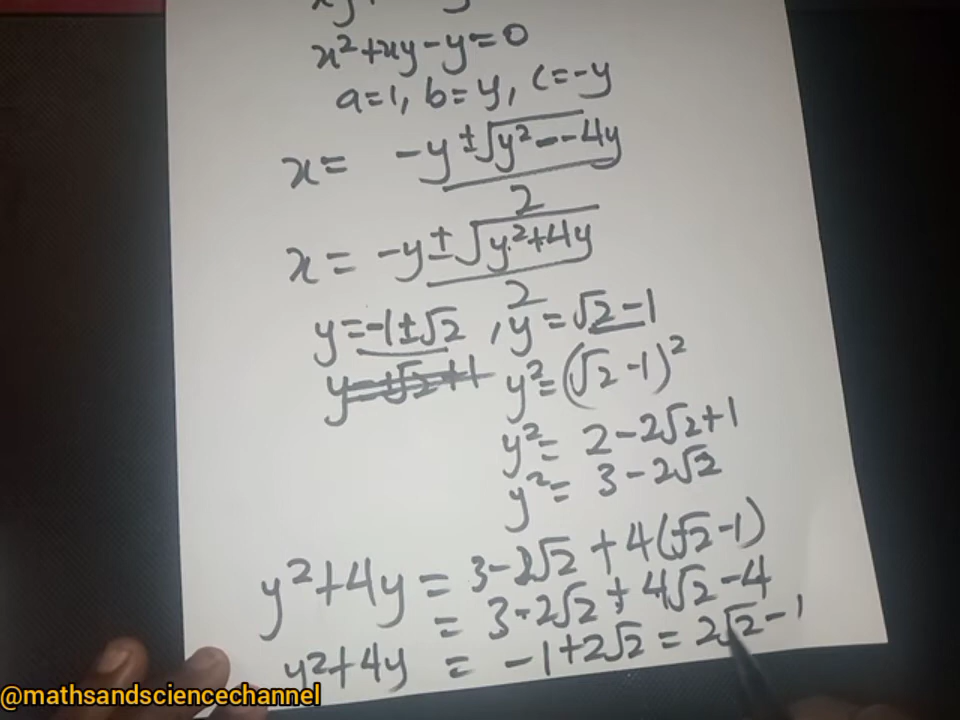 x²+xy-y=0
a=1, b=y, c=-y
x= -y±√y²--4y
2
x= -y±√y²+4y
2
y=-1±√2 , y=√2-1
y²=(√2-1)²
y²= 2-2√2+1
y²= 3-2√2
y²+4y = 3-2√2+4(√2-1)
= 3-2√2+4√2-4
y²+4y = -1+2√2=2√2-1
@mathsandsciencechannel